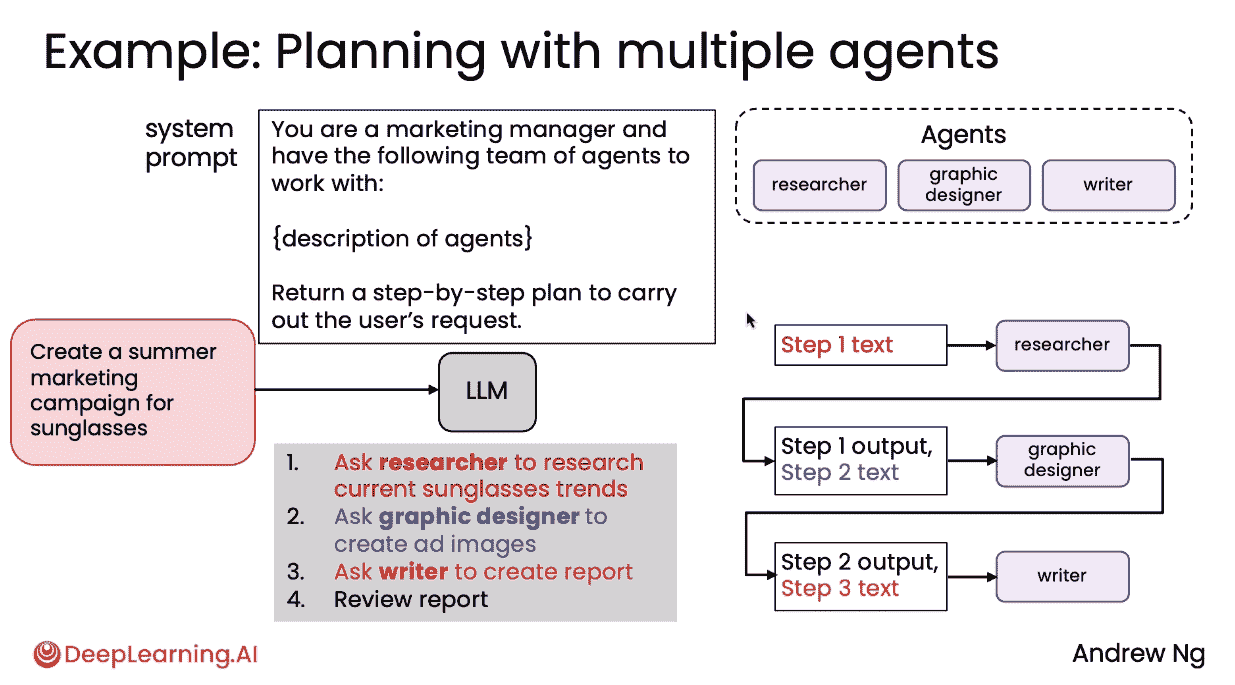 Example: Planning with multiple agents
system
prompt
You are a marketing manager and
have the following team of agents to
work with:
{description of agents}
Return a step-by-step plan to carry
out the user's request.
Agents
researcher
graphic
designer
writer
Create a summer
marketing
campaign for
sunglasses
LLM
1. Ask researcher to research
current sunglasses trends
2. Ask graphic designer to
create ad images
3. Ask writer to create report
4. Review report
Step 1 text
researcher
Step 1 output,
Step 2 text
graphic
designer
Step 2 output,
Step 3 text
writer
DeepLearning.AI
Andrew Ng